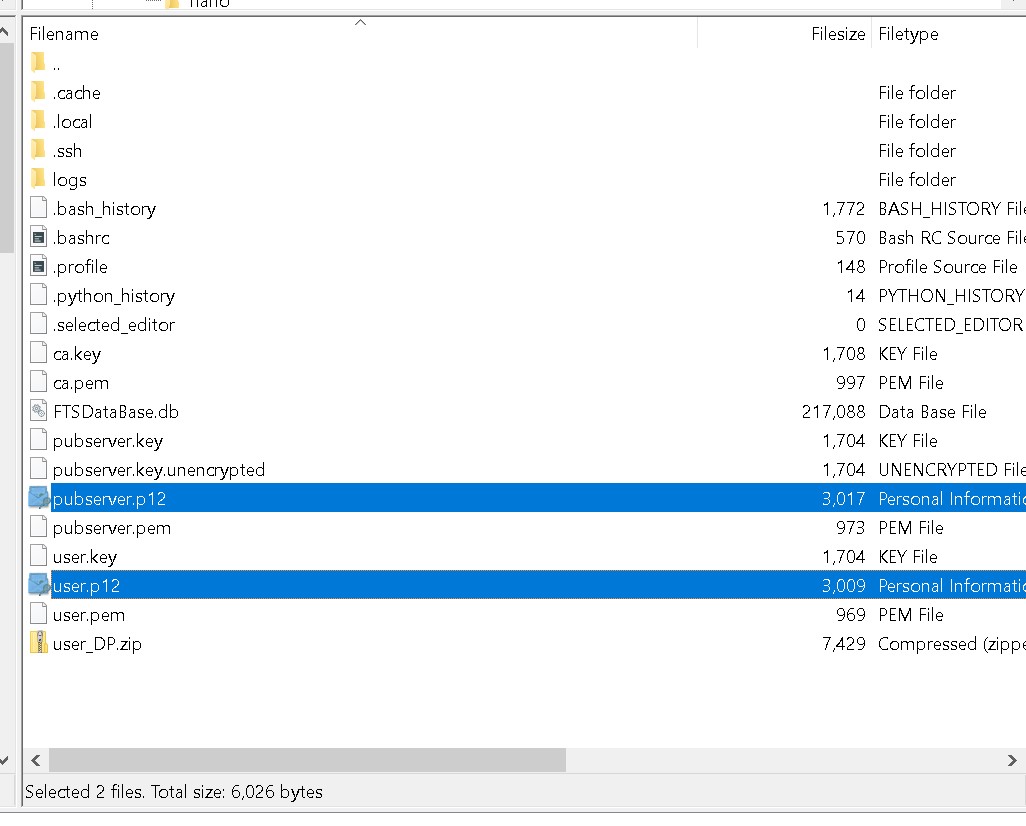 nano
Filename Filesize Filetype
..
.cache File folder
.local File folder
.ssh File folder
logs File folder
.bash_history 1,772 BASH_HISTORY File
.bashrc 570 Bash RC Source File
.profile 148 Profile Source File
.python_history 14 PYTHON_HISTORY
.selected_editor 0 SELECTED_EDITOR
ca.key 1,708 KEY File
ca.pem 997 PEM File
FTSDataBase.db 217,088 Data Base File
pubserver.key 1,704 KEY File
pubserver.key.unencrypted 1,704 UNENCRYPTED File
pubserver.p12 3,017 Personal Informatio
pubserver.pem 973 PEM File
user.key 1,704 KEY File
user.p12 3,009 Personal Informatio
user.pem 969 PEM File
user_DP.zip 7,429 Compressed (zippe
Selected 2 files. Total size: 6,026 bytes